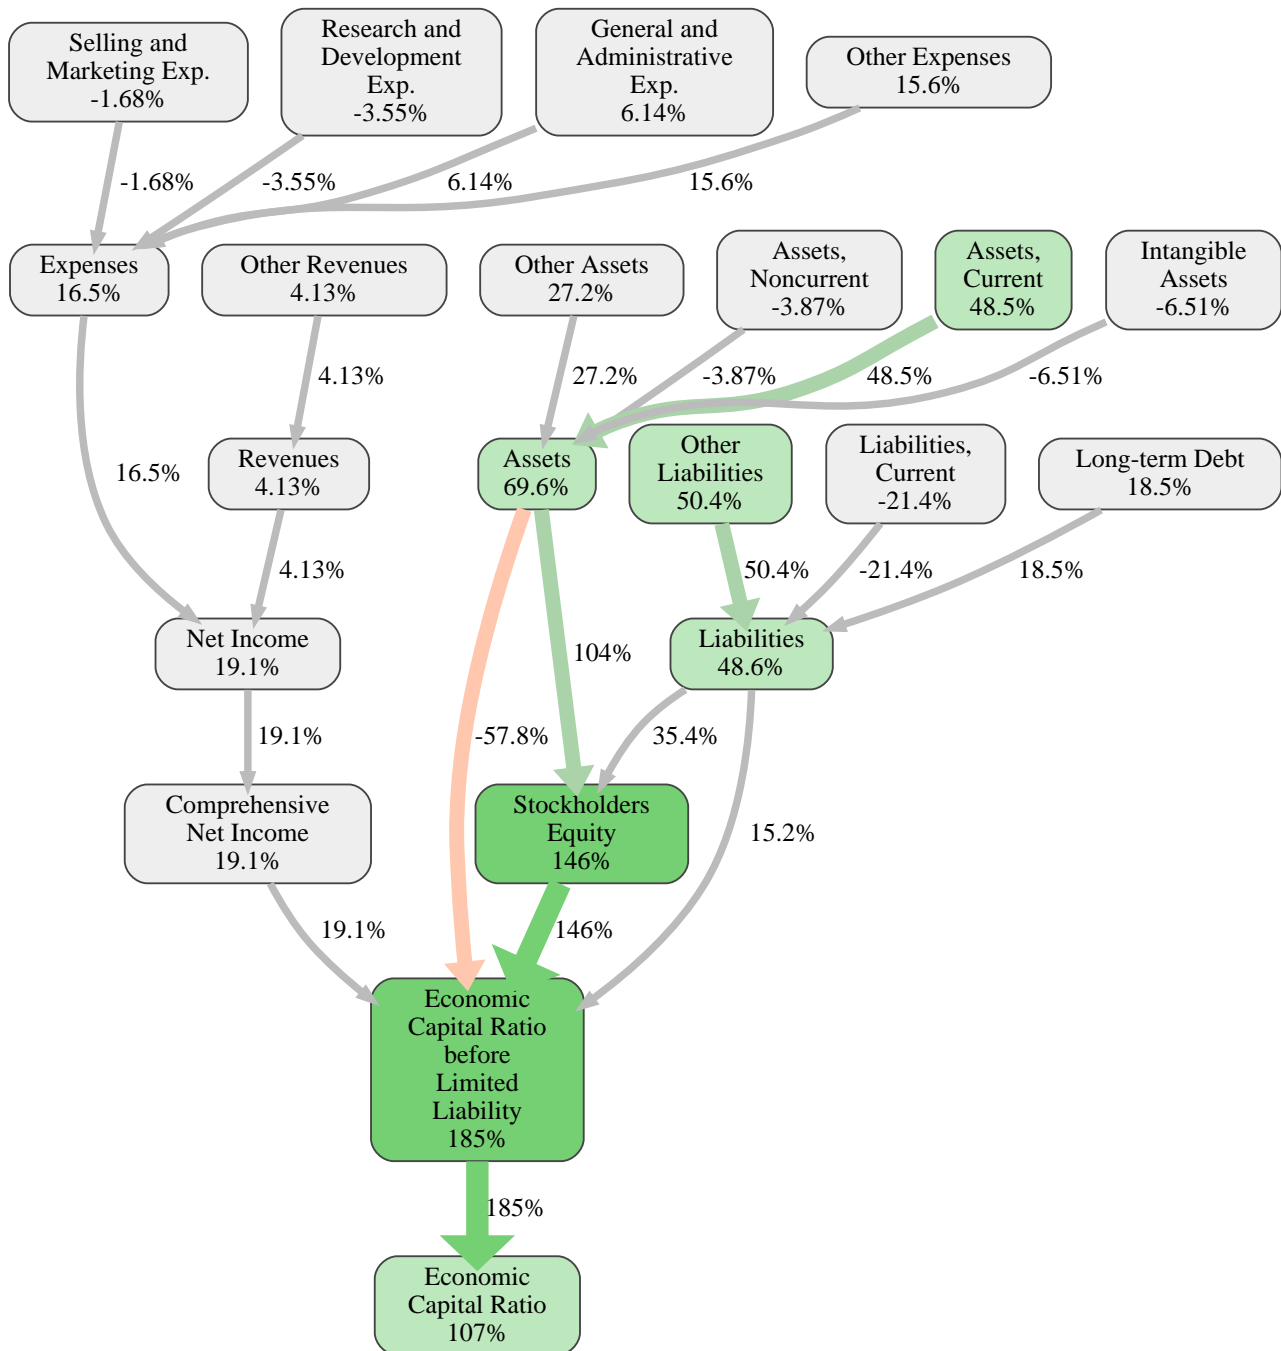 Selling and
Marketing Exp.
-1.68%
Research and
Development
Exp.
-3.55%
General and
Administrative
Exp.
6.14%
Other Expenses
15.6%
-1.68%
-3.55%
6.14%
15.6%
Expenses
16.5%
Other Revenues
4.13%
Other Assets
27.2%
Assets,
Noncurrent
-3.87%
Assets,
Current
48.5%
Intangible
Assets
-6.51%
4.13%
27.2%
-3.87%
48.5%
-6.51%
16.5%
Revenues
4.13%
Assets
69.6%
Other
Liabilities
50.4%
Liabilities,
Current
-21.4%
Long-term Debt
18.5%
4.13%
50.4%
-21.4%
18.5%
Net Income
19.1%
104%
Liabilities
48.6%
19.1%
-57.8%
35.4%
Comprehensive
Net Income
19.1%
Stockholders
Equity
146%
15.2%
19.1%
146%
Economic
Capital Ratio
before
Limited
Liability
185%
185%
Economic
Capital Ratio
107%